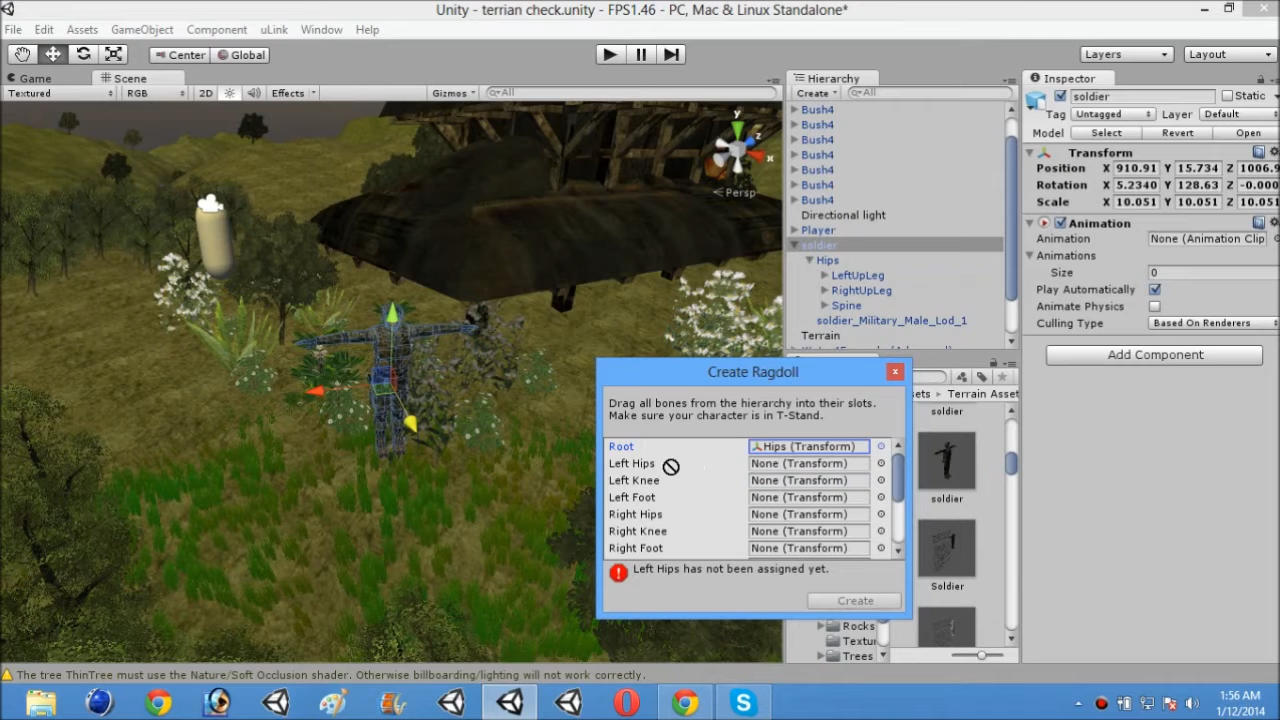 Unity - terrian check.unity - FPS1.46 - PC, Mac & Linux Standalone*
File Edit Assets GameObject Component uLink Window Help
Center Global Layers Layout
Game Scene Hierarchy Inspector
Textured RGB 2D Effects Gizmos All Create All
soldier Static
Tag Untagged Layer Default
Model Select Revert Open
Transform
Position X 910.91 Y 15.734 Z 1006.9
Rotation X 5.2340 Y 128.63 Z -0.000
Scale X 10.051 Y 10.051 Z 10.051
Animation
Animation None (Animation Clip
Animations
Size 0
Play Automatically
Animate Physics
Culling Type Based On Renderers
Add Component
Bush4
Bush4
Bush4
Bush4
Bush4
Bush4
Bush4
Directional light
Player
soldier
Hips
LeftUpLeg
RightUpLeg
Spine
soldier_Military_Male_Lod_1
Terrain
y
z
x
Persp
Create Ragdoll
Drag all bones from the hierarchy into their slots.
Make sure your character is in T-Stand.
Root Hips (Transform)
Left Hips None (Transform)
Left Knee None (Transform)
Left Foot None (Transform)
Right Hips None (Transform)
Right Knee None (Transform)
Right Foot None (Transform)
Left Hips has not been assigned yet.
Create
sets Terrain Asset
soldier
soldier
Soldier
Rocks
Textur
Trees
The tree ThinTree must use the Nature/Soft Occlusion shader. Otherwise billboarding/lighting will not work correctly.
1:56 AM
1/12/2014